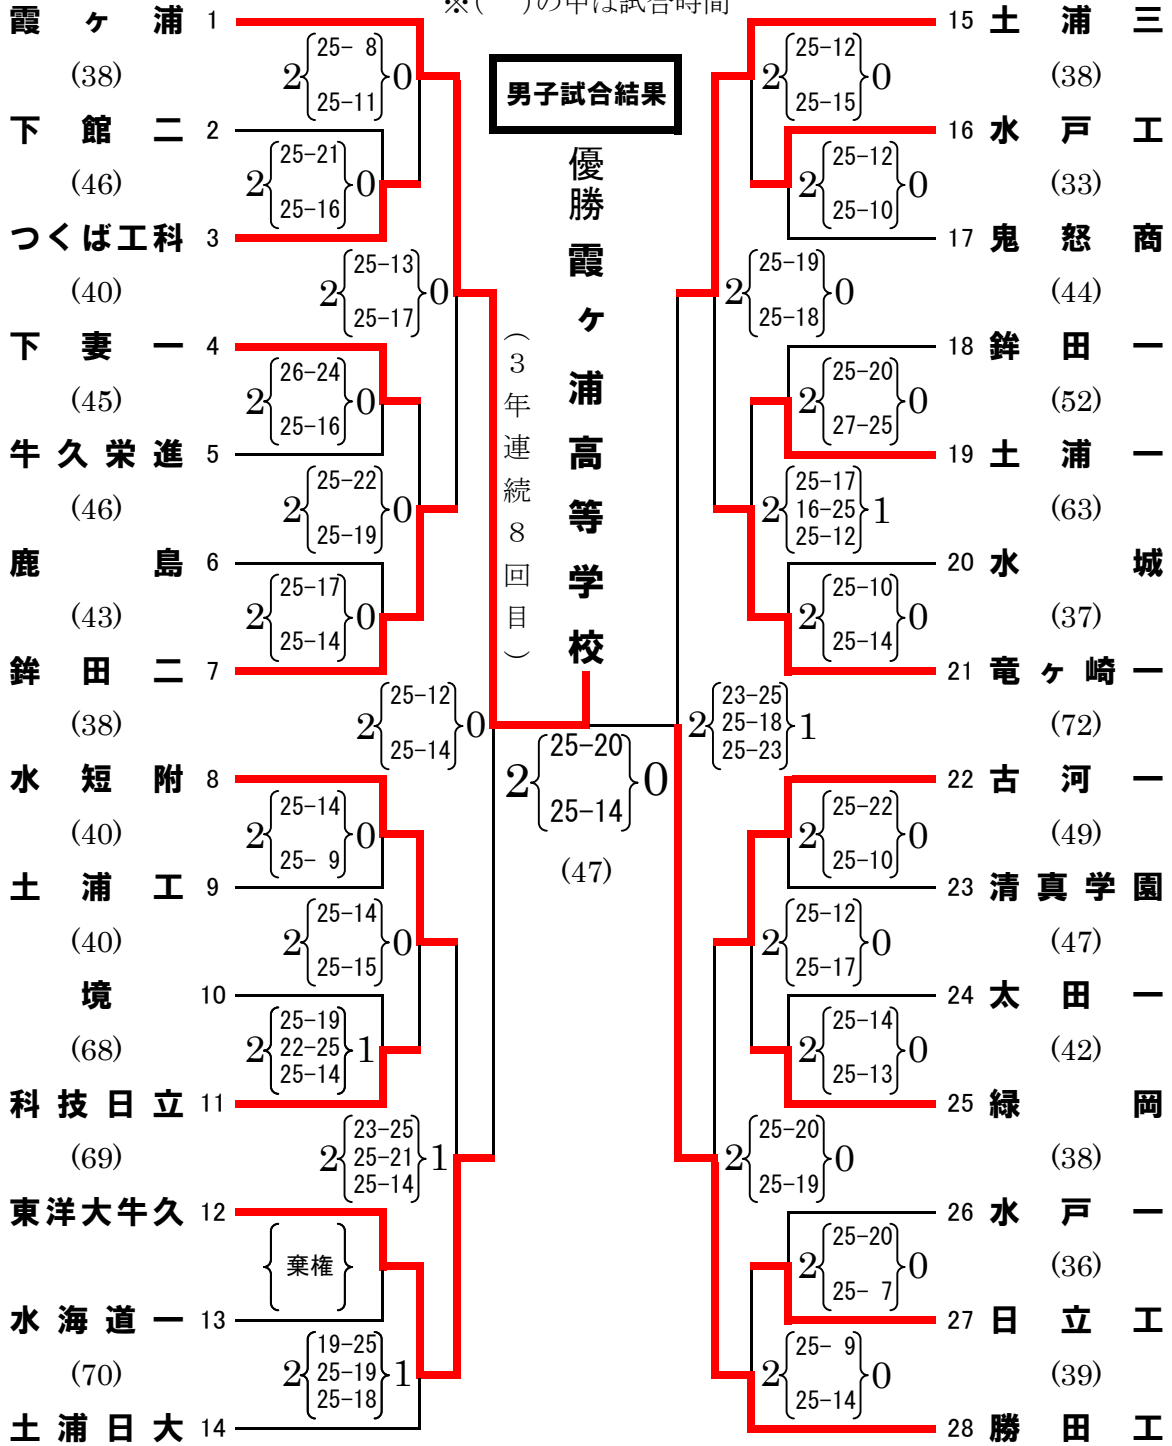 ※(　)の中は試合時間
男子試合結果
優勝
霞ヶ浦高等学校
(3年連続8回目)
霞ヶ浦 1
2 25- 8 0
25-11
(38)
下館二 2
2 25-21 0
25-16
(46)
つくば工科 3
2 25-13 0
25-17
(40)
下妻一 4
2 26-24 0
25-16
(45)
牛久栄進 5
2 25-22 0
25-19
(46)
鹿島 6
2 25-17 0
25-14
(43)
鉾田二 7
2 25-12 0
25-14
(38)
水短附 8
2 25-14 0
25- 9
(40)
土浦工 9
2 25-14 0
25-15
(40)
境 10
2 25-19 1
22-25
25-14
(68)
科技日立 11
2 23-25 1
25-21
25-14
(69)
東洋大牛久 12
棄権
水海道一 13
2 19-25 1
25-19
25-18
(70)
土浦日大 14
2 25-20 0
25-14
(47)
15 土浦三
2 25-12 0
25-15
(38)
16 水戸工
2 25-12 0
25-10
(33)
17 鬼怒商
2 25-19 0
25-18
(44)
18 鉾田一
2 25-20 0
27-25
(52)
19 土浦一
2 25-17 1
16-25
25-12
(63)
20 水城
2 25-10 0
25-14
(37)
21 竜ヶ崎一
2 23-25 1
25-18
25-23
(72)
22 古河一
2 25-22 0
25-10
(49)
23 清真学園
2 25-12 0
25-17
(47)
24 太田一
2 25-14 0
25-13
(42)
25 緑岡
2 25-20 0
25-19
(38)
26 水戸一
2 25-20 0
25- 7
(36)
27 日立工
2 25- 9 0
25-14
(39)
28 勝田工